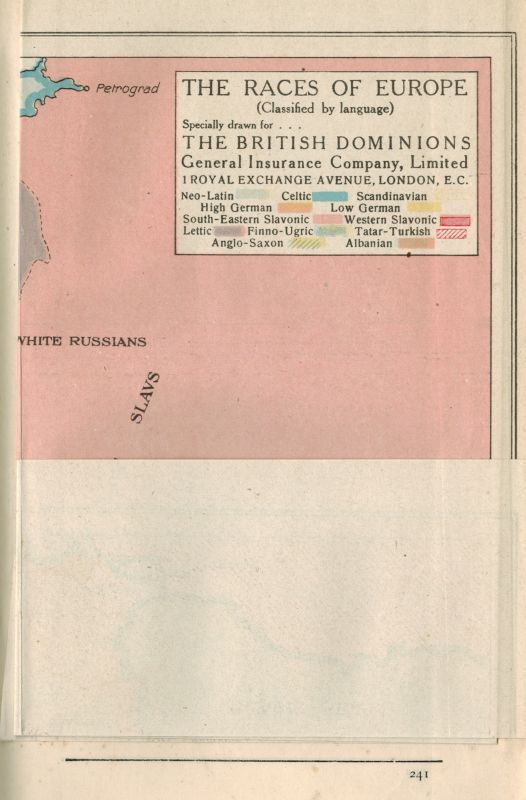 Petrograd
THE RACES OF EUROPE
(Classified by language)
Specially drawn for . . .
THE BRITISH DOMINIONS
General Insurance Company, Limited
1 ROYAL EXCHANGE AVENUE, LONDON, E.C.
Neo-Latin Celtic Scandinavian
High German Low German
South-Eastern Slavonic Western Slavonic
Lettic Finno-Ugric Tatar-Turkish
Anglo-Saxon Albanian
WHITE RUSSIANS
SLAVS
241